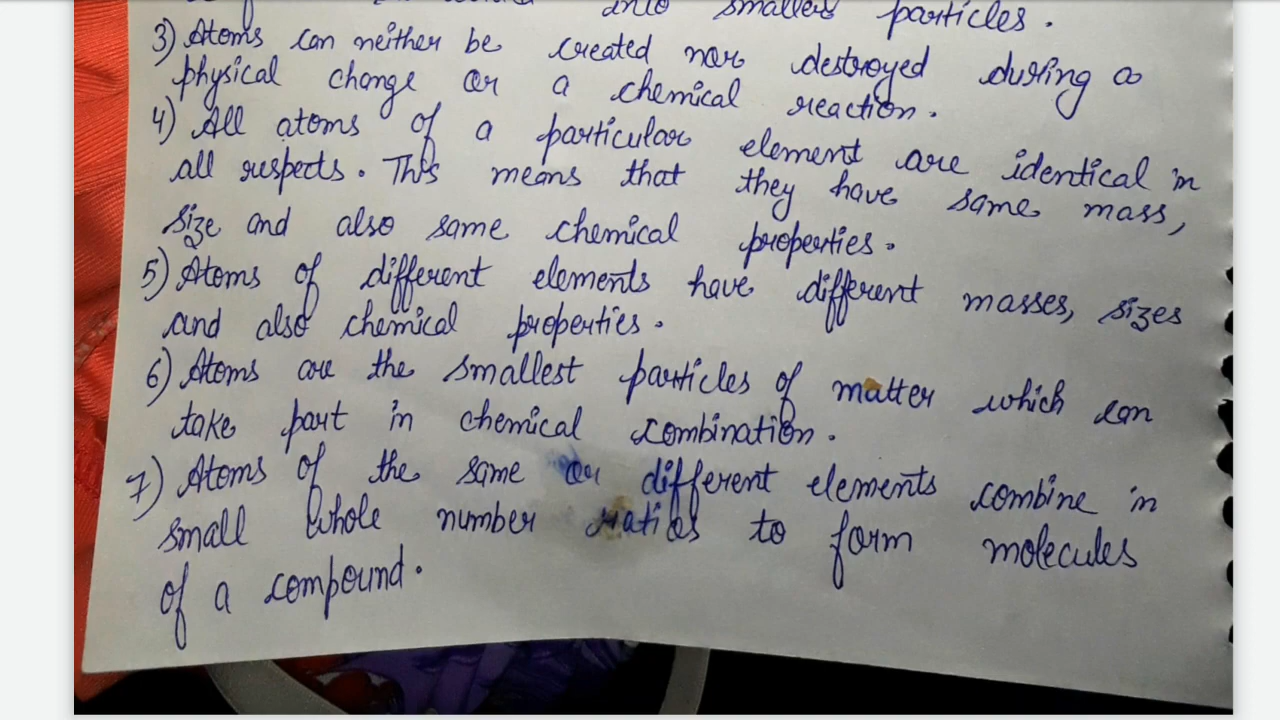 into smaller particles.
3) Atoms can neither be created nor destroyed during a
physical change or a chemical reaction.
4) All atoms of a particular element are identical in
all respects. This means that they have same mass,
size and also same chemical properties.
5) Atoms of different elements have different masses, sizes
and also chemical properties.
6) Atoms are the smallest particles of matter which can
take part in chemical combination.
7) Atoms of the same or different elements combine in
small whole number ratios to form molecules
of a compound.